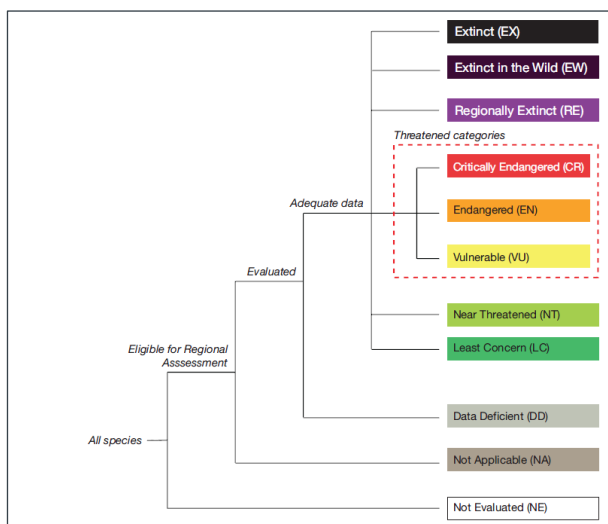 Extinct (EX)
Extinct in the Wild (EW)
Regionally Extinct (RE)
Threatened categories
Critically Endangered (CR)
Adequate data
Endangered (EN)
Vulnerable (VU)
Evaluated
Near Threatened (NT)
Eligible for Regional
Asssessment
Least Concern (LC)
Data Deficient (DD)
All species
Not Applicable (NA)
Not Evaluated (NE)